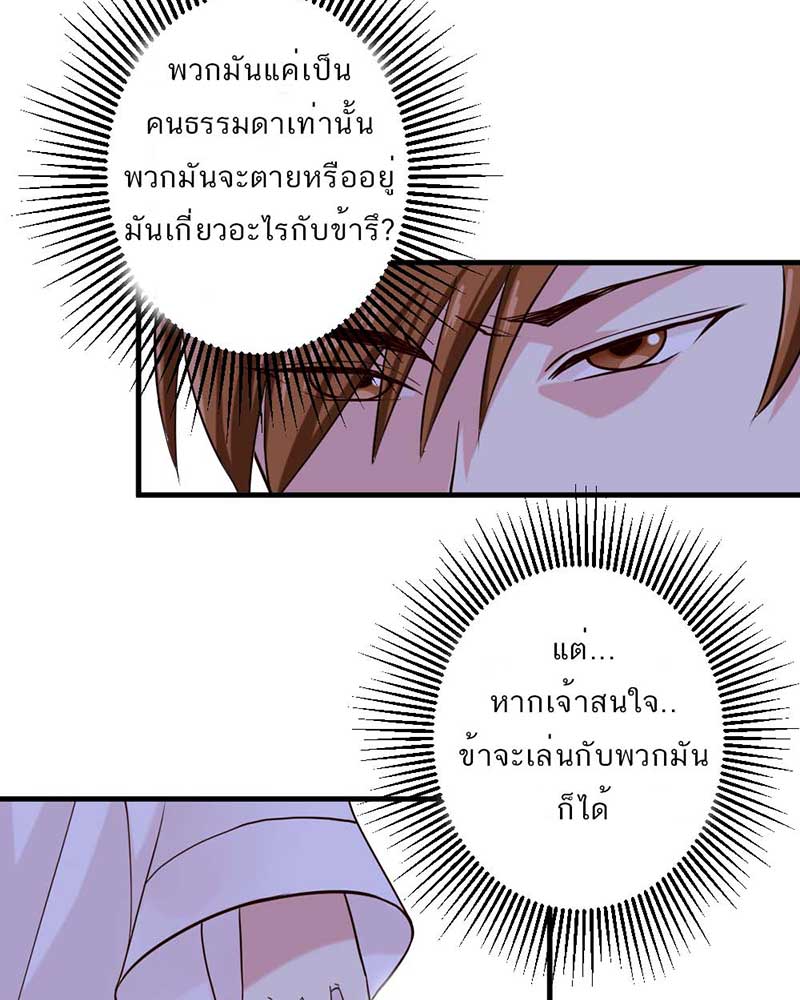 พวกมันแค่เป็น
คนธรรมดาเท่านั้น
พวกมันจะตายหรืออยู่
มันเกี่ยวอะไรกับข้ารึ?
แต่...
หากเจ้าสนใจ..
ข้าจะเล่นกับพวกมัน
ก็ได้